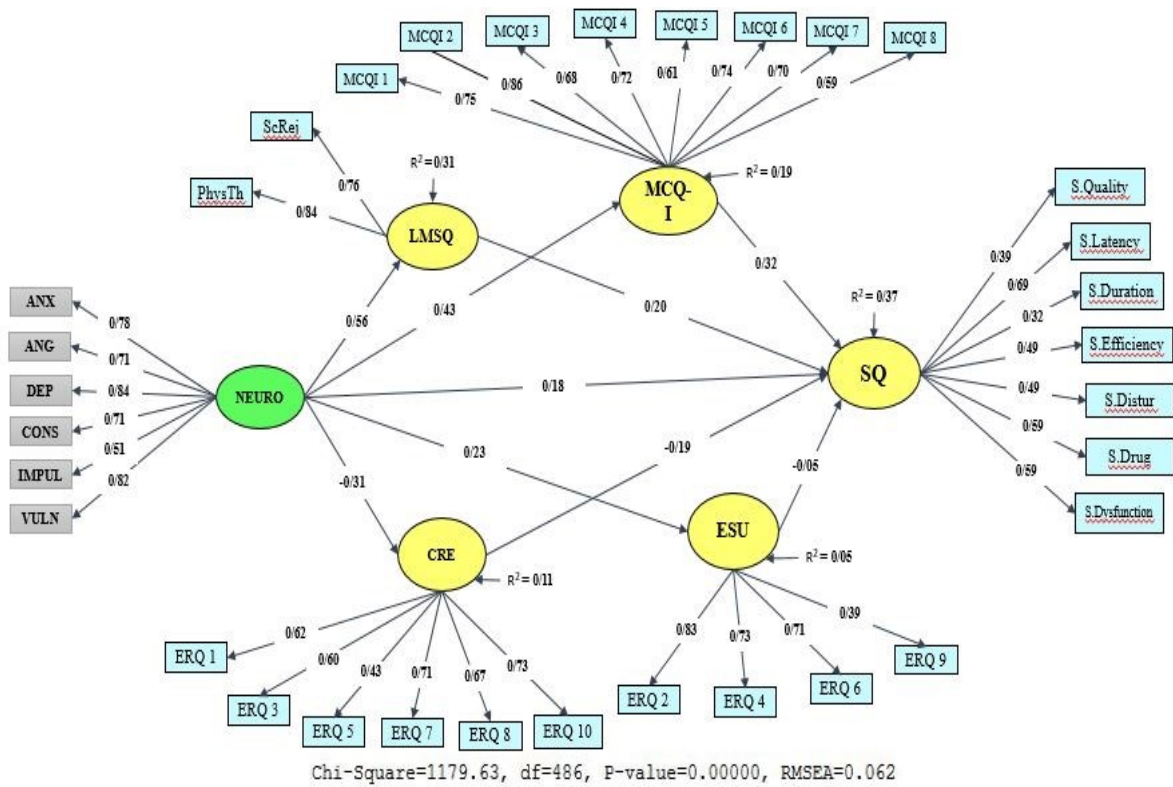 MCQI 1
MCQI 2
MCQI 3
MCQI 4
MCQI 5
MCQI 6
MCQI 7
MCQI 8
0/75
0/86
0/68
0/72
0/61
0/74
0/70
0/59
ScRej
PhysTh
0/76
0/84
R² = 0/31
LMSQ
R² = 0/19
MCQ-
I
S.Quality
S.Latency
S.Duration
S.Efficiency
S.Distur
S.Drug
S.Dvsfunction
0/39
0/69
0/32
0/49
0/49
0/59
0/59
R² = 0/37
SQ
0/32
0/20
0/56
0/43
0/18
0/23
-0/31
-0/19
-0/05
ANX
ANG
DEP
CONS
IMPUL
VULN
0/78
0/71
0/84
0/71
0/51
0/82
NEURO
CRE
R² = 0/11
ESU
R² = 0/05
0/62
0/60
0/43
0/71
0/67
0/73
ERQ 1
ERQ 3
ERQ 5
ERQ 7
ERQ 8
ERQ 10
0/83
0/73
0/71
0/39
ERQ 2
ERQ 4
ERQ 6
ERQ 9
Chi-Square=1179.63, df=486, P-value=0.00000, RMSEA=0.062